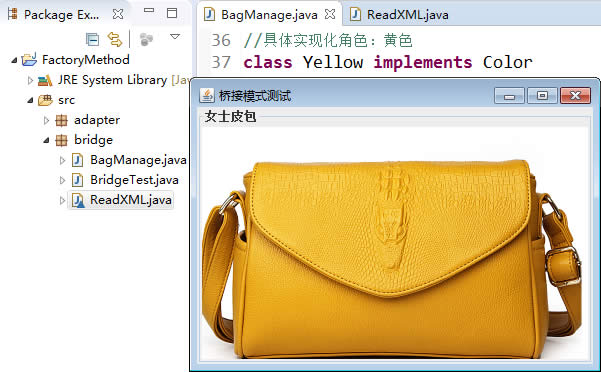 Package Ex...
BagManage.java
ReadXML.java
FactoryMethod
JRE System Library [Jav
src
adapter
bridge
BagManage.java
BridgeTest.java
ReadXML.java
36 //具体实现化角色：黄色
37 class Yellow implements Color
桥接模式测试
女士皮包